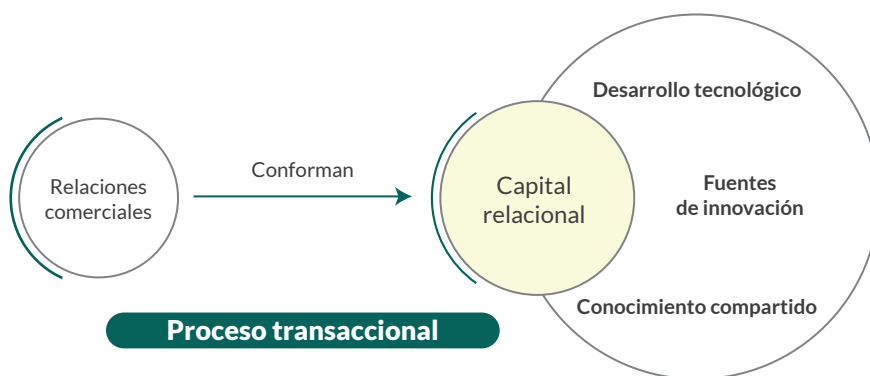 Relaciones
comerciales
Conforman
Capital
relacional
Desarrollo tecnológico
Fuentes
de innovación
Conocimiento compartido
Proceso transaccional